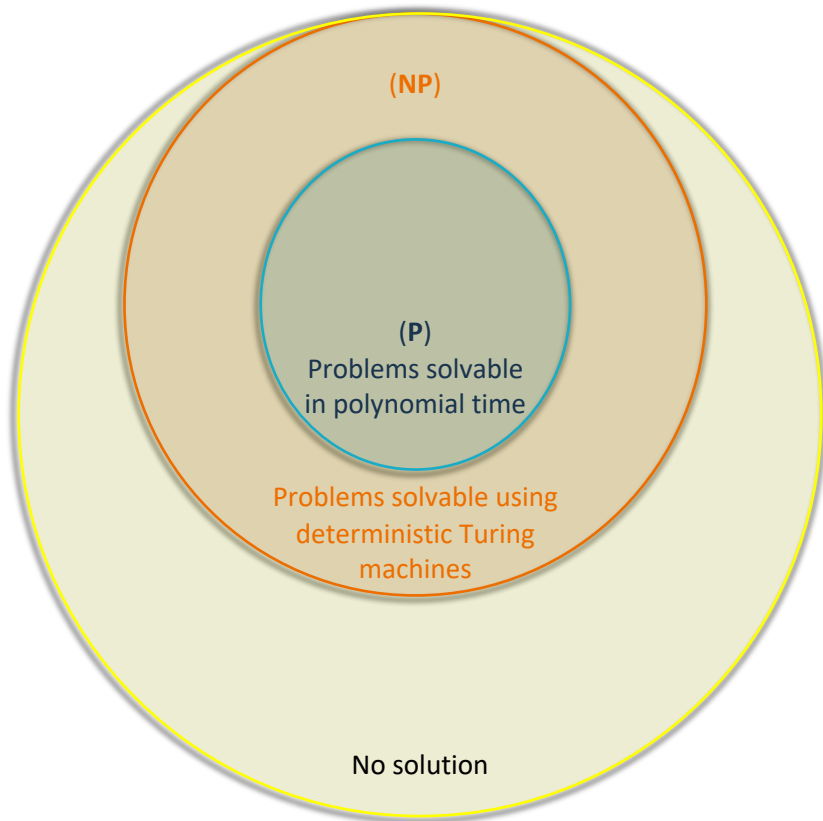 (NP)
(P)
Problems solvable
in polynomial time
Problems solvable using
deterministic Turing
machines
No solution